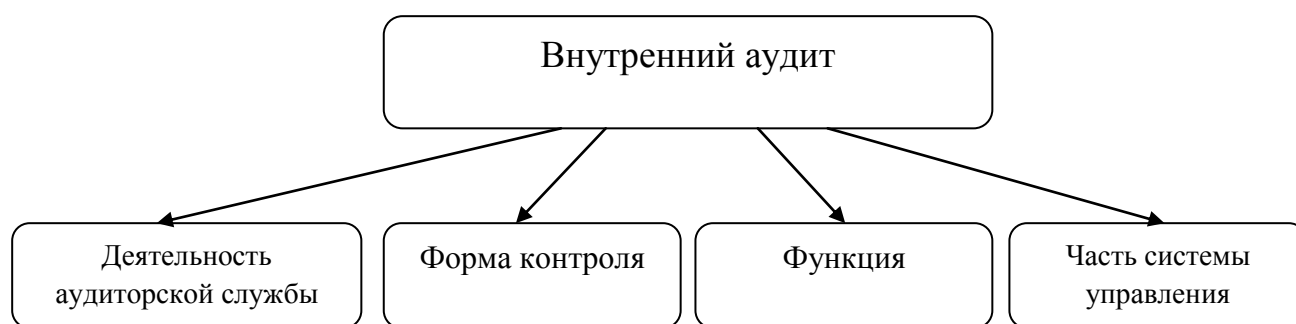 Внутренний аудит
Деятельность
аудиторской службы
Форма контроля
Функция
Часть системы
управления